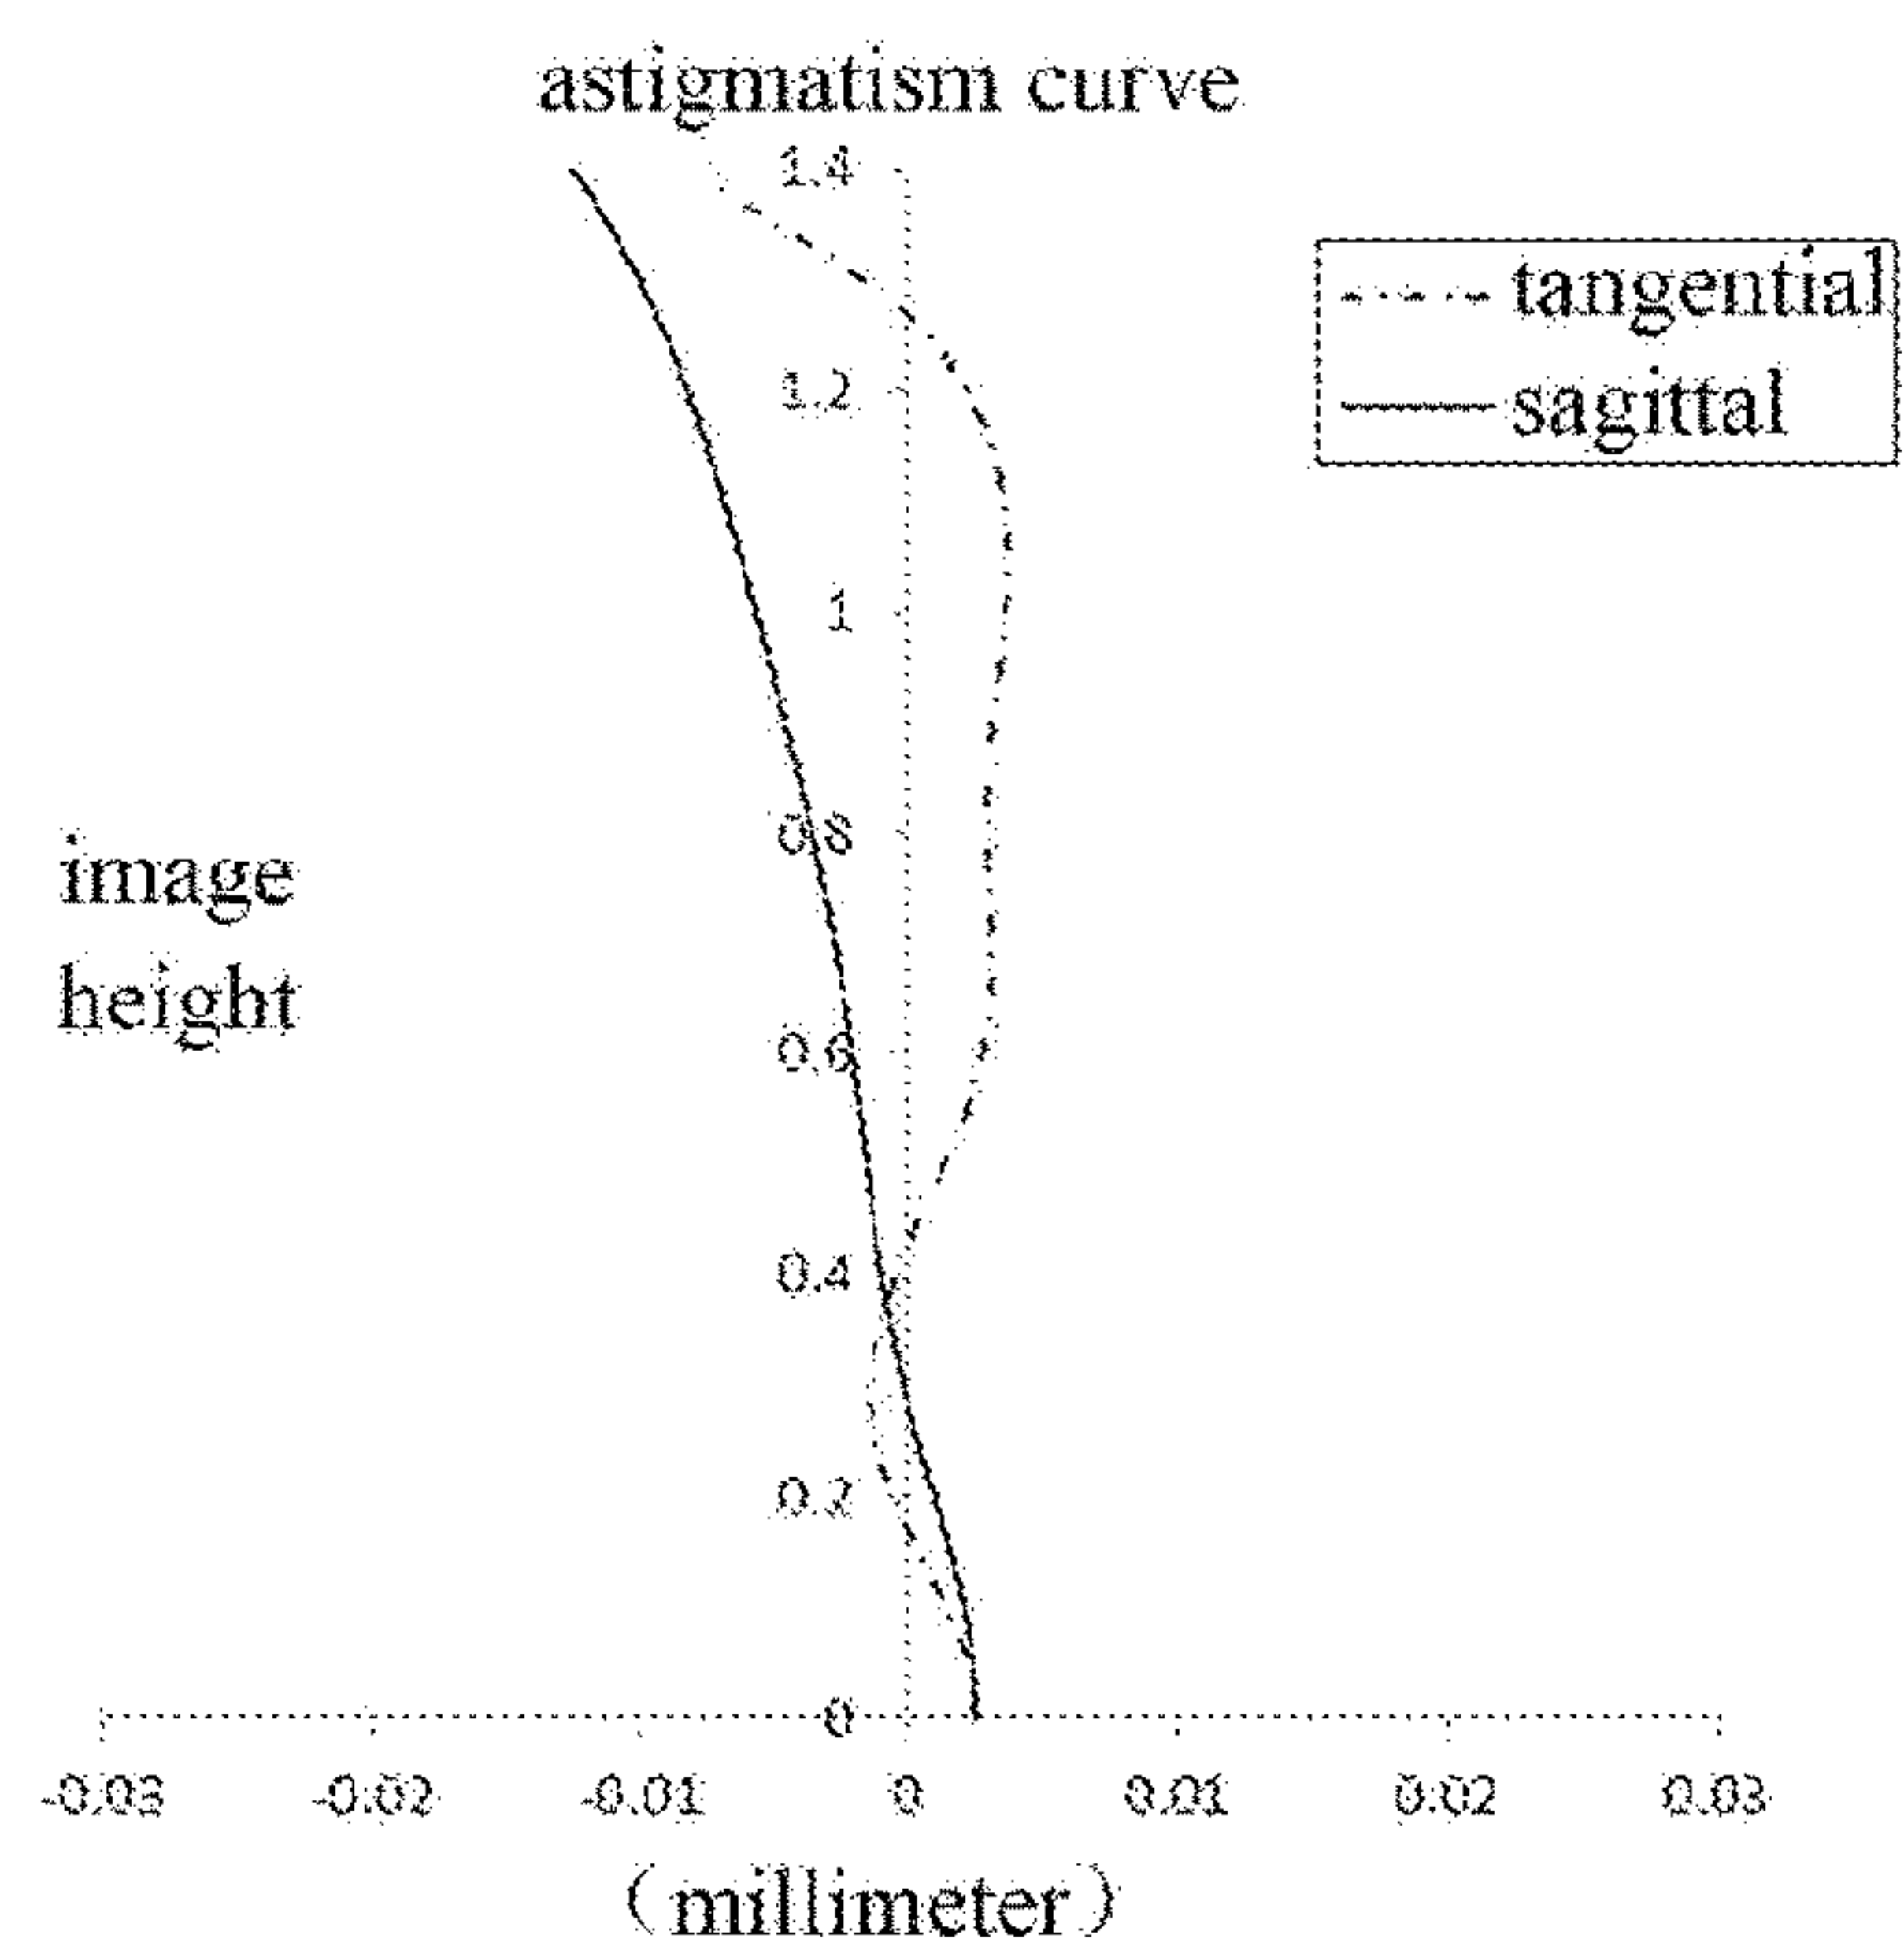 astigmatism curve
1.4
tangential
1.2
sagittal
1
image
0.8
height
0.6
0.4
0.2
0
-0.03 -0.02 -0.01 0 0.01 0.02 0.03
(millimeter)